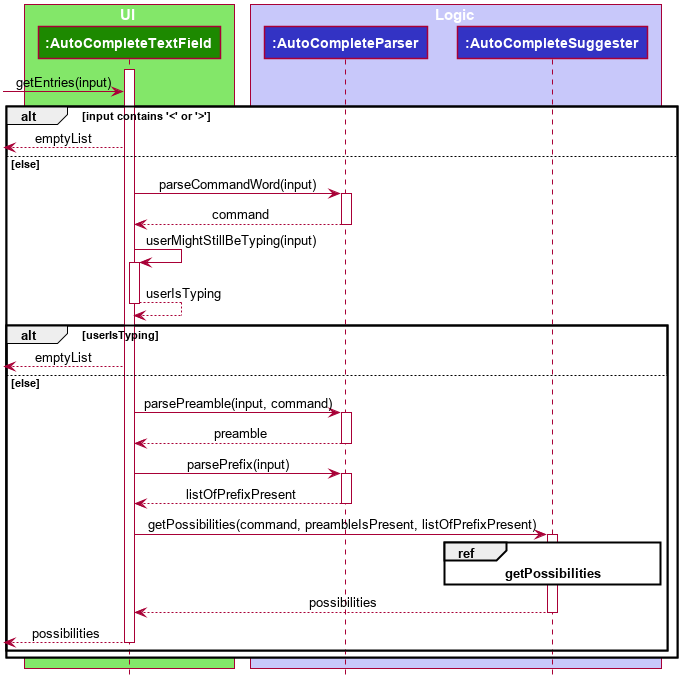 UI
Logic
:AutoCompleteTextField
:AutoCompleteParser
:AutoCompleteSuggester
getEntries(input)
alt
[input contains '<' or '>']
emptyList
[else]
parseCommandWord(input)
command
userMightStillBeTyping(input)
userIsTyping
alt
[userIsTyping]
emptyList
[else]
parsePreamble(input, command)
preamble
parsePrefix(input)
listOfPrefixPresent
getPossibilities(command, preambleIsPresent, listOfPrefixPresent)
ref
getPossibilities
possibilities
possibilities